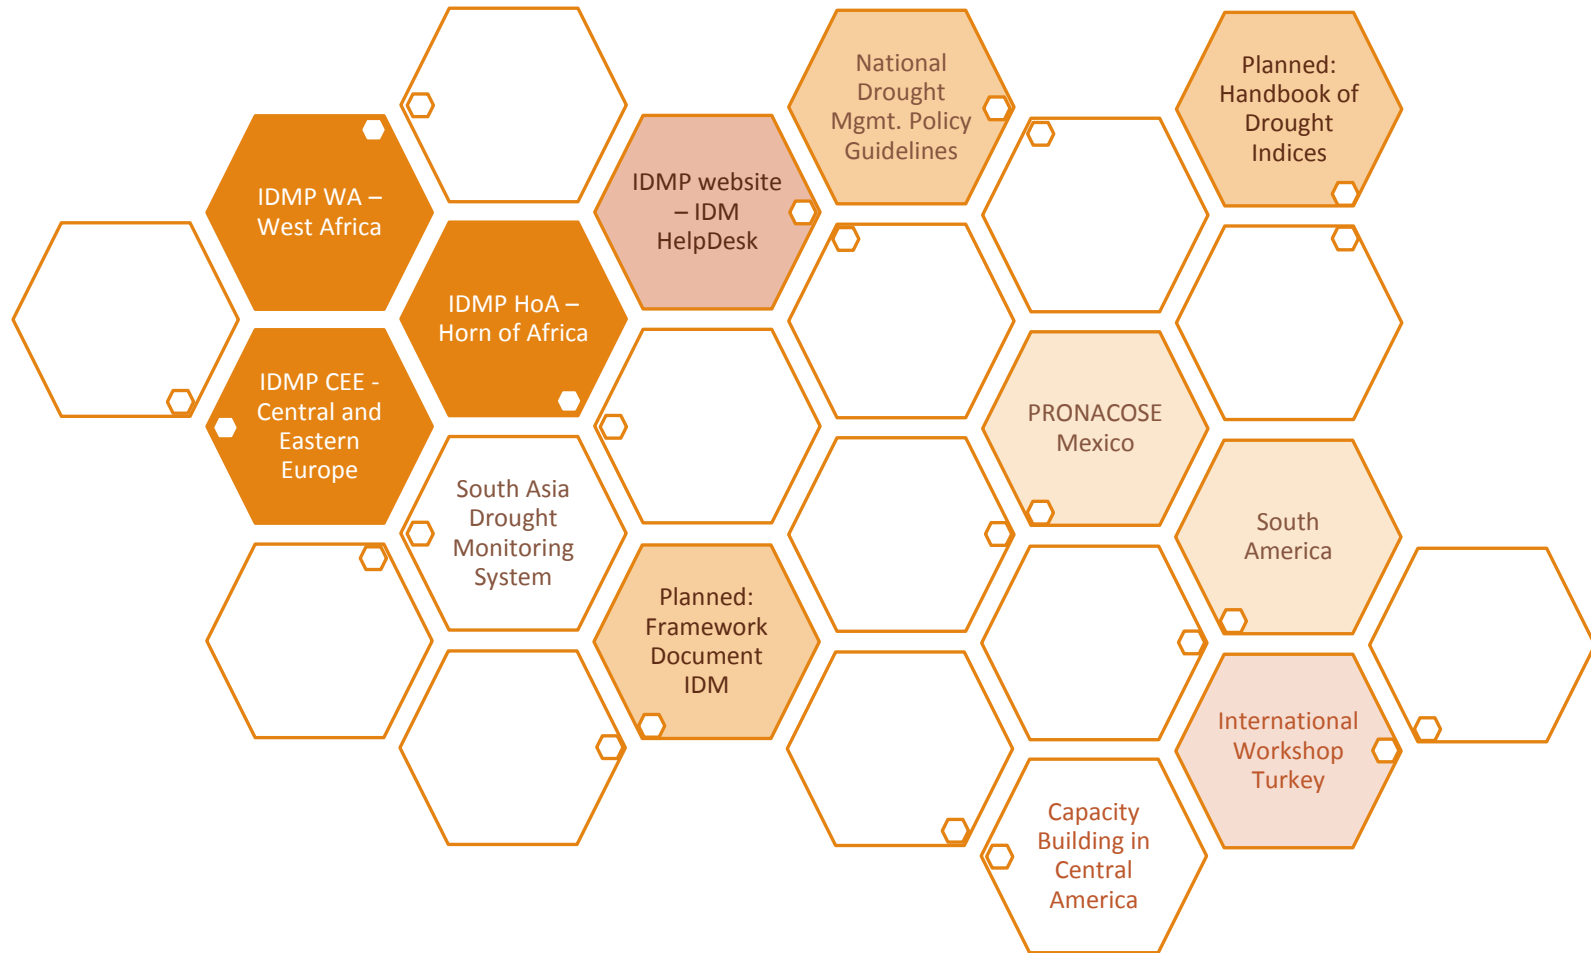 National
Drought
Mgmt. Policy
Guidelines
Planned:
Handbook of
Drought
Indices
IDMP WA –
West Africa
IDMP website
– IDM
HelpDesk
IDMP HoA –
Horn of Africa
IDMP CEE -
Central and
Eastern
Europe
PRONACOSE
Mexico
South Asia
Drought
Monitoring
System
South
America
Planned:
Framework
Document
IDM
International
Workshop
Turkey
Capacity
Building in
Central
America